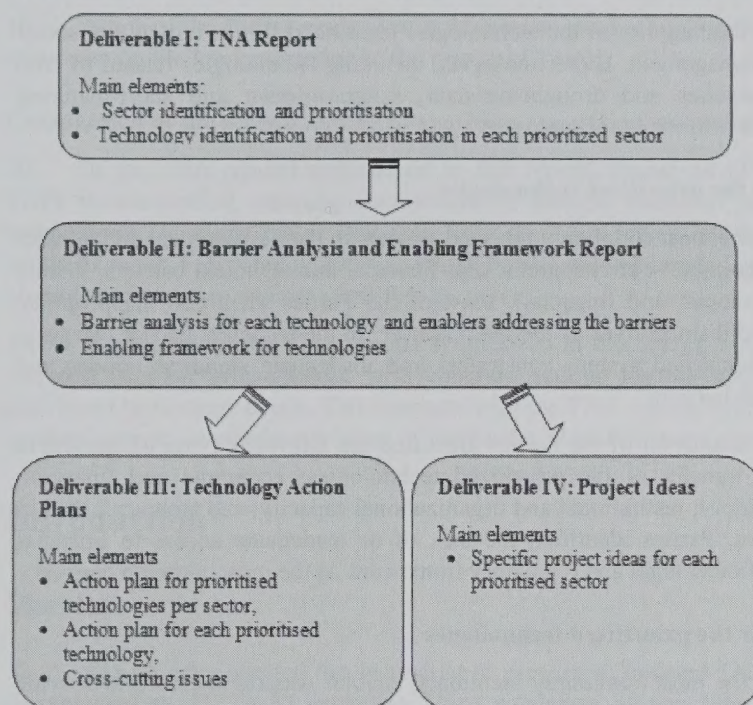 Deliverable I: TNA Report
Main elements:
• Sector identification and prioritisation
• Technology identification and prioritisation in each prioritized sector
Deliverable II: Barrier Analysis and Enabling Framework Report
Main elements:
• Barrier analysis for each technology and enablers addressing the barriers
• Enabling framework for technologies
Deliverable III: Technology Action
Plans
Main elements
• Action plan for prioritised
technologies per sector,
• Action plan for each prioritised
technology,
• Cross-cutting issues
Deliverable IV: Project Ideas
Main elements
• Specific project ideas for each
prioritised sector